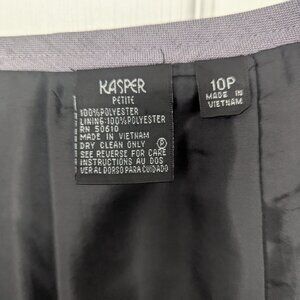 KASPER
PETITE
100%POLYESTER
LINING:100%POLYESTER
RN 50610
MADE IN VIETNAM
DRY CLEAN ONLY Ⓟ
SEE REVERSE FOR CARE
INSTRUCTIONS AU DOS
VER AL DORSO PARA CUIDADO
10P
MADE IN
VIETNAM